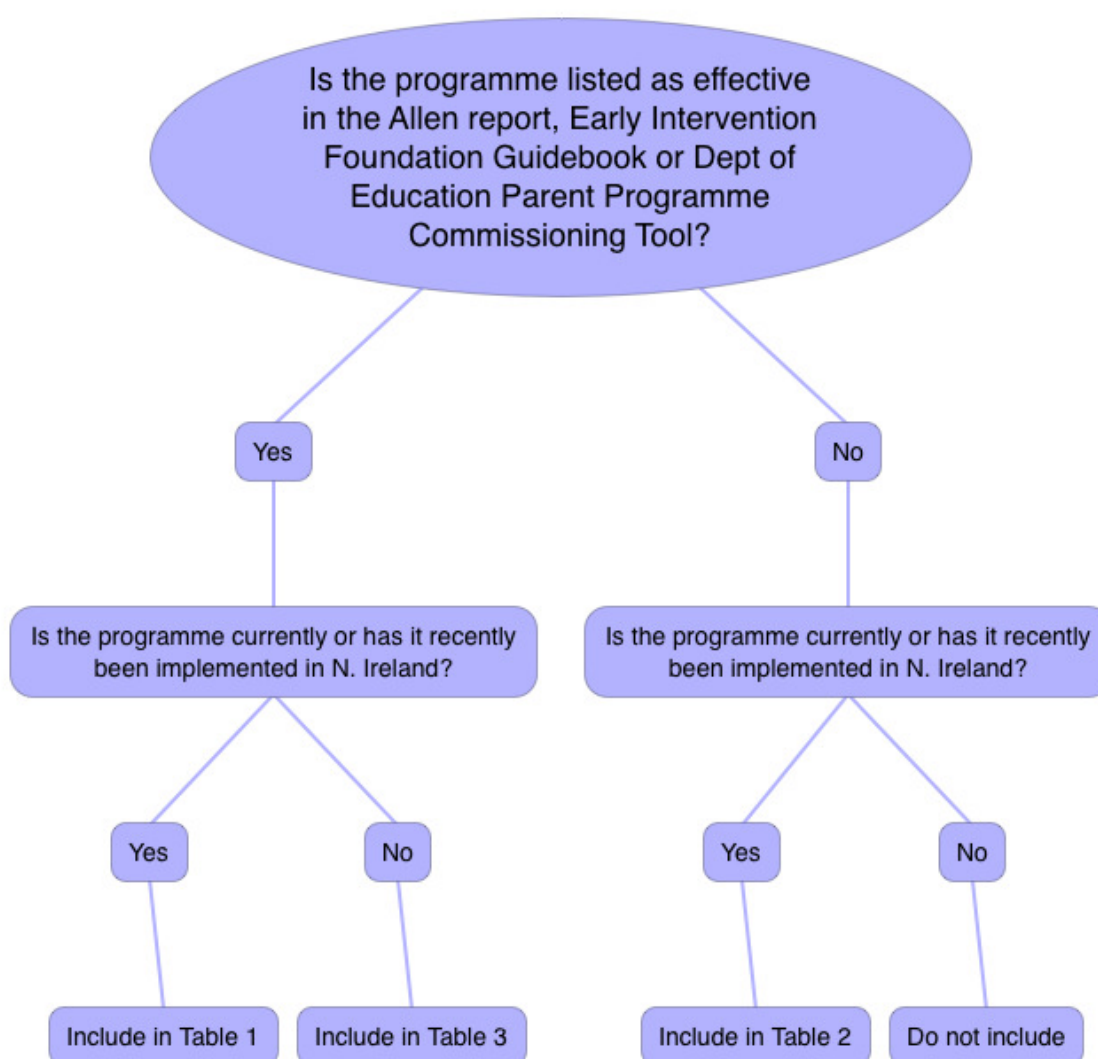 Is the programme listed as effective
in the Allen report, Early Intervention
Foundation Guidebook or Dept of
Education Parent Programme
Commissioning Tool?
Yes
No
Is the programme currently or has it recently
been implemented in N. Ireland?
Is the programme currently or has it recently
been implemented in N. Ireland?
Yes
No
Yes
No
Include in Table 1
Include in Table 3
Include in Table 2
Do not include